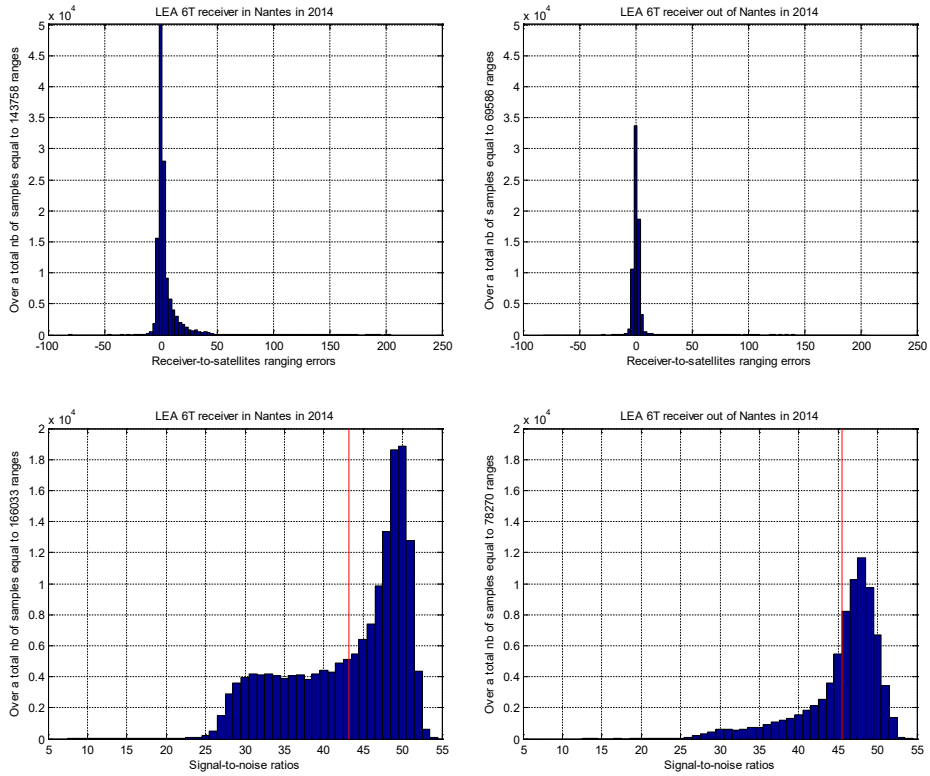 LEA 6T receiver in Nantes in 2014
x 10^4
Over a total nb of samples equal to 143758 ranges
5
4.5
4
3.5
3
2.5
2
1.5
1
0.5
0
-100 -50 0 50 100 150 200 250
Receiver-to-satellites ranging errors
LEA 6T receiver out of Nantes in 2014
x 10^4
Over a total nb of samples equal to 69586 ranges
5
4.5
4
3.5
3
2.5
2
1.5
1
0.5
0
-100 -50 0 50 100 150 200 250
Receiver-to-satellites ranging errors
LEA 6T receiver in Nantes in 2014
x 10^4
Over a total nb of samples equal to 166033 ranges
2
1.8
1.6
1.4
1.2
1
0.8
0.6
0.4
0.2
0
5 10 15 20 25 30 35 40 45 50 55
Signal-to-noise ratios
LEA 6T receiver out of Nantes in 2014
x 10^4
Over a total nb of samples equal to 78270 ranges
2
1.8
1.6
1.4
1.2
1
0.8
0.6
0.4
0.2
0
5 10 15 20 25 30 35 40 45 50 55
Signal-to-noise ratios